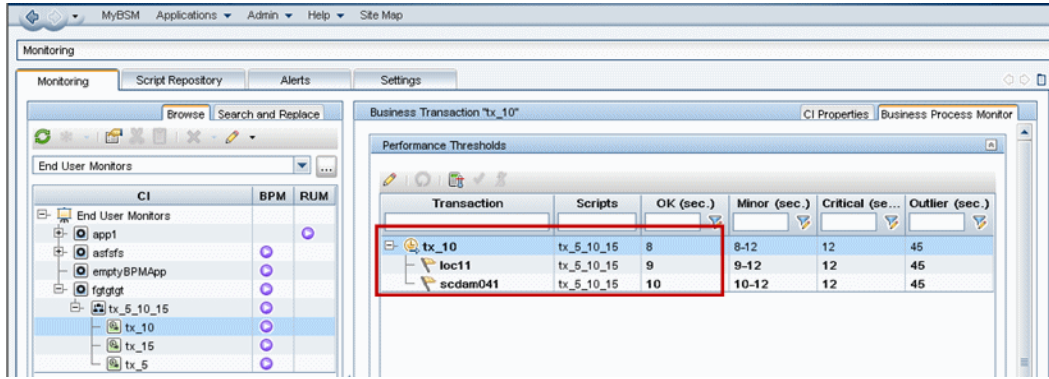 MyBSM Applications Admin Help Site Map
Monitoring
Monitoring Script Repository Alerts Settings
Browse Search and Replace
Business Transaction "tx_10" CI Properties Business Process Monitor
Performance Thresholds
End User Monitors ...
CI BPM RUM
Transaction Scripts OK (sec.) Minor (sec.) Critical (se... Outlier (sec.)
End User Monitors
app1
asfsfs
emptyBPMApp
fgtgtgt
tx_5_10_15
tx_10
tx_15
tx_5
tx_10 tx_5_10_15 8 8-12 12 45
loc11 tx_5_10_15 9 9-12 12 45
scdam041 tx_5_10_15 10 10-12 12 45